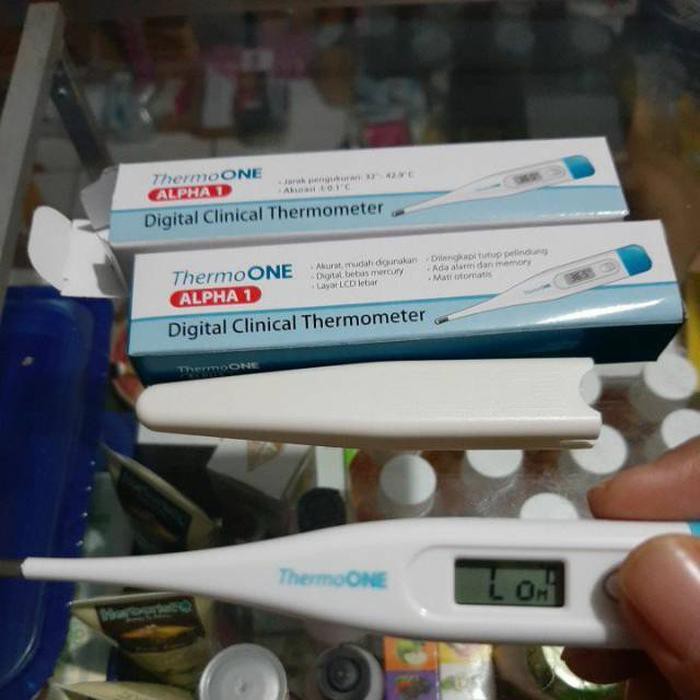 ThermoONE
ALPHA 1
- Jarak pengukuran: 32° - 42.9°C
- Akurasi ± 0.1°C
Digital Clinical Thermometer
ThermoONE
ALPHA 1
- Akurat, mudah digunakan
- Digital, bebas mercury
- Layar LCD lebar
- Dilengkapi tutup pelindung
- Ada alarm dan memory
- Mati otomatis
Digital Clinical Thermometer
ThermoONE
ThermoONE